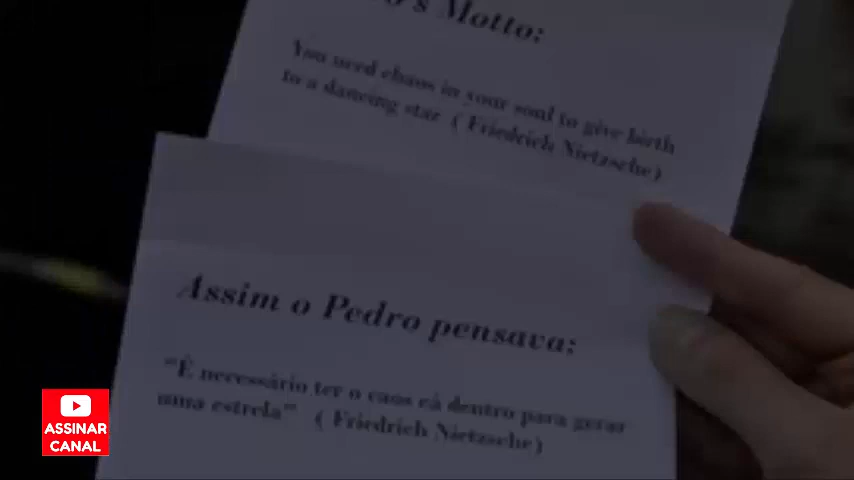 's Motto:
You need chaos in your soul to give birth
to a dancing star ( Friedrich Nietzsche)
Assim o Pedro pensava:
"É necessário ter o caos cá dentro para gerar
uma estrela" ( Friedrich Nietzsche)
ASSINAR
CANAL